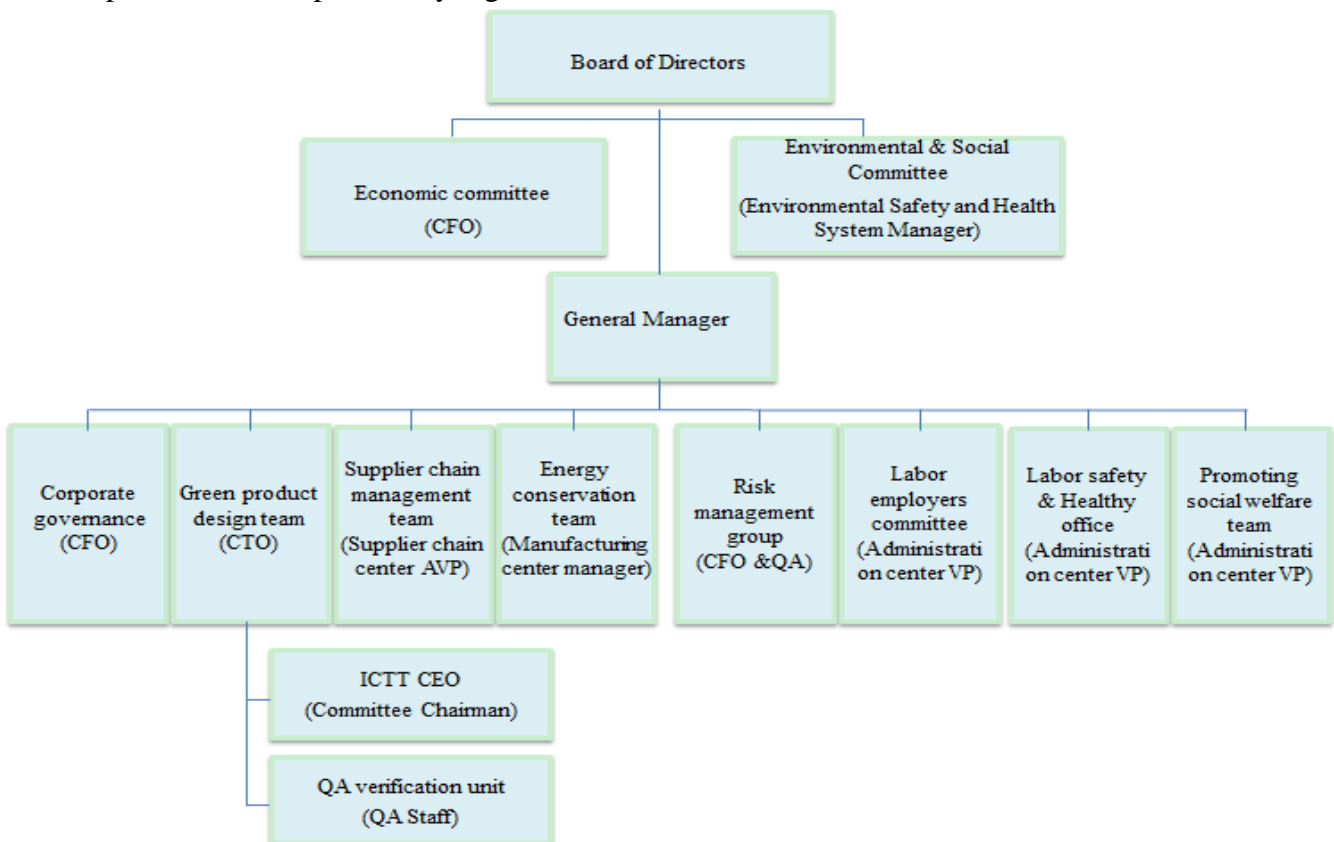 Board of Directors
Economic committee
(CFO)
Environmental & Social
Committee
(Environmental Safety and Health
System Manager)
General Manager
Corporate
governance
(CFO)
Green product
design team
(CTO)
Supplier chain
management
team
(Supplier chain
center AVP)
Energy
conservation
team
(Manufacturing
center manager)
Risk
management
group
(CFO &QA)
Labor
employers
committee
(Administrati
on center VP)
Labor safety
& Healthy
office
(Administrati
on center VP)
Promoting
social welfare
team
(Administrati
on center VP)
ICTT CEO
(Committee Chairman)
QA verification unit
(QA Staff)